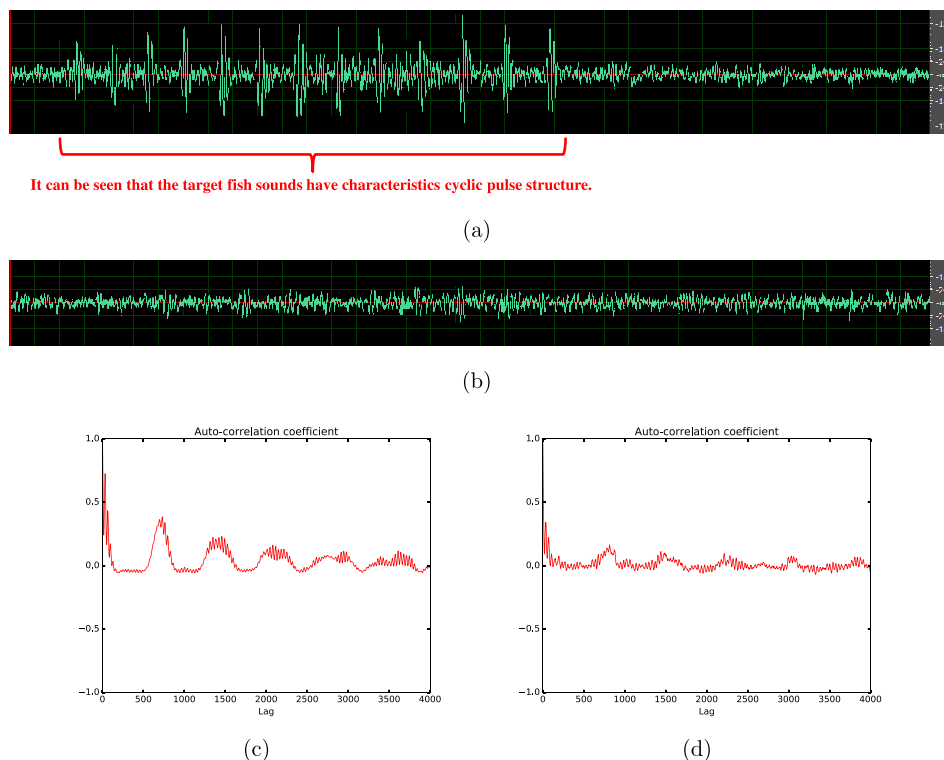 It can be seen that the target fish sounds have characteristics cyclic pulse structure.
(a)
(b)
Auto-correlation coefficient
1.0
0.5
0.0
−0.5
−1.0
0 500 1000 1500 2000 2500 3000 3500 4000
Lag
(c)
Auto-correlation coefficient
1.0
0.5
0.0
−0.5
−1.0
0 500 1000 1500 2000 2500 3000 3500 4000
Lag
(d)